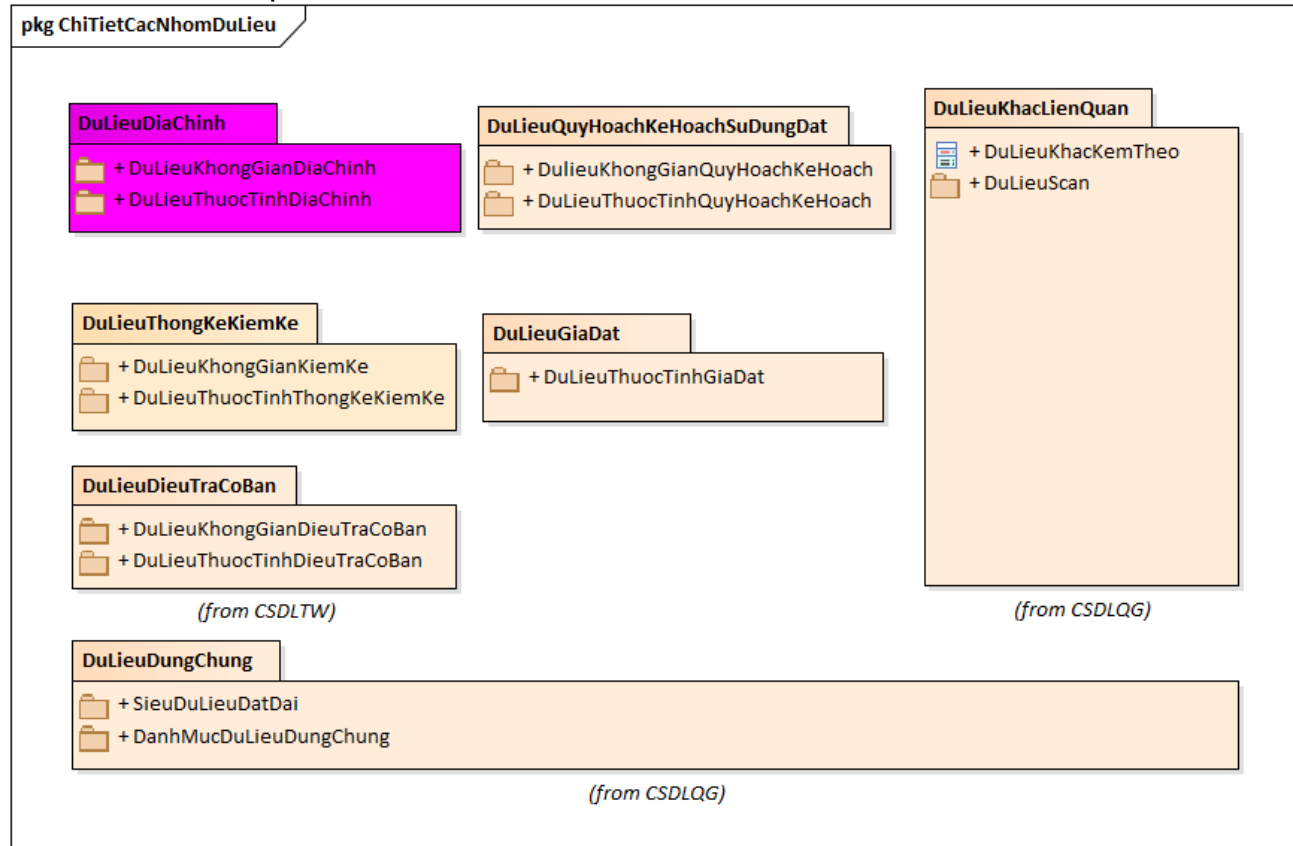 pkg ChiTietCacNhomDuLieu
DuLieuDiaChinh
+ DuLieuKhongGianDiaChinh
+ DuLieuThuocTinhDiaChinh
DuLieuQuyHoachKeHoachSuDungDat
+ DulieuKhongGianQuyHoachKeHoach
+ DuLieuThuocTinhQuyHoachKeHoach
DuLieuKhacLienQuan
+ DuLieuKhacKemTheo
+ DuLieuScan
DuLieuThongKeKiemKe
+ DuLieuKhongGianKiemKe
+ DuLieuThuocTinhThongKeKiemKe
DuLieuGiaDat
+ DuLieuThuocTinhGiaDat
DuLieuDieuTraCoBan
+ DuLieuKhongGianDieuTraCoBan
+ DuLieuThuocTinhDieuTraCoBan
(from CSDLTW)
(from CSDLQG)
DuLieuDungChung
+ SieuDuLieuDatDai
+ DanhMucDuLieuDungChung
(from CSDLQG)